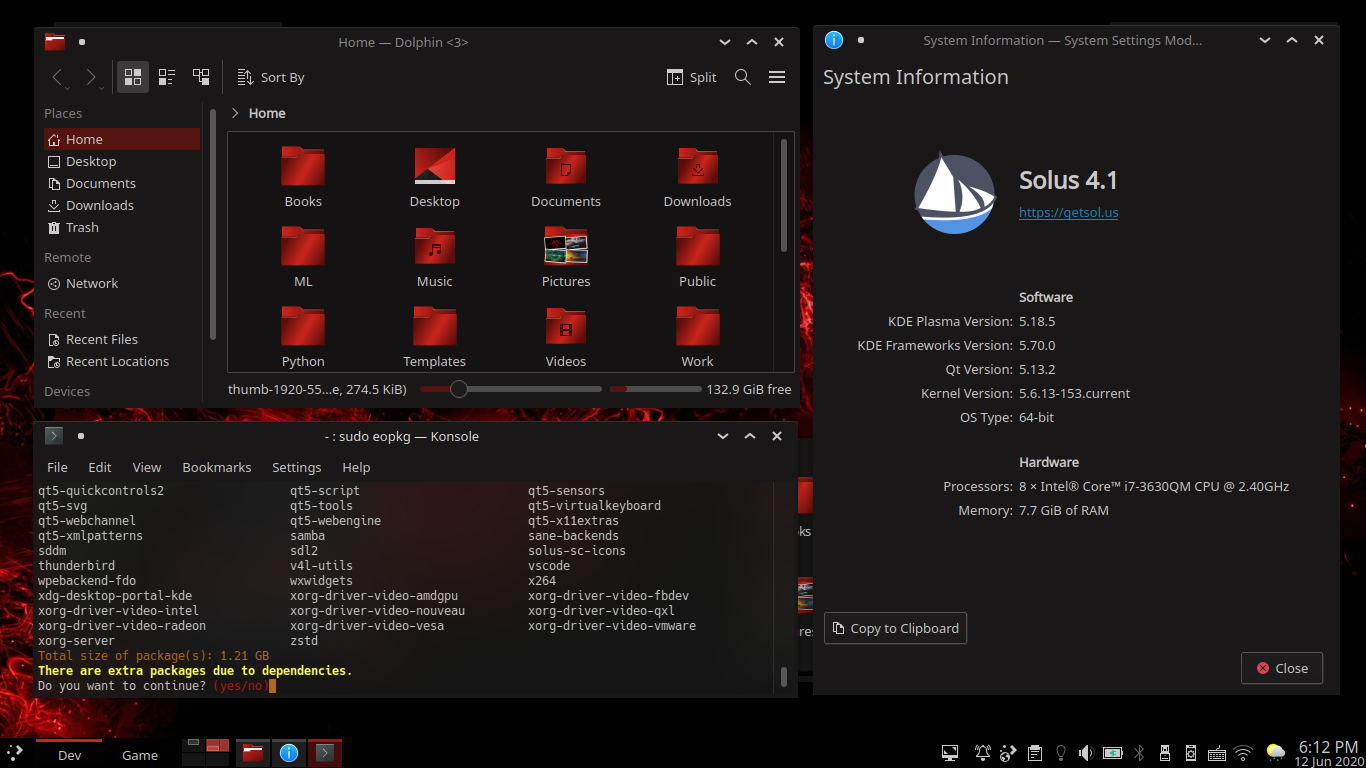 Home — Dolphin <3>
Sort By
Split
Places
Home
Desktop
Documents
Downloads
Trash
Remote
Network
Recent
Recent Files
Recent Locations
Devices
Home
Books Desktop Documents Downloads
ML Music Pictures Public
Python Templates Videos Work
thumb-1920-55...e, 274.5 KiB) 132.9 GiB free
System Information — System Settings Mod...
System Information
Solus 4.1
https://getsol.us
Software
KDE Plasma Version: 5.18.5
KDE Frameworks Version: 5.70.0
Qt Version: 5.13.2
Kernel Version: 5.6.13-153.current
OS Type: 64-bit
Hardware
Processors: 8 × Intel® Core™ i7-3630QM CPU @ 2.40GHz
Memory: 7.7 GiB of RAM
Copy to Clipboard
Close
- : sudo eopkg — Konsole
File Edit View Bookmarks Settings Help
qt5-quickcontrols2 qt5-script qt5-sensors
qt5-svg qt5-tools qt5-virtualkeyboard
qt5-webchannel qt5-webengine qt5-x11extras
qt5-xmlpatterns samba sane-backends
sddm sdl2 solus-sc-icons
thunderbird v4l-utils vscode
wpebackend-fdo wxwidgets x264
xdg-desktop-portal-kde xorg-driver-video-amdgpu xorg-driver-video-fbdev
xorg-driver-video-intel xorg-driver-video-nouveau xorg-driver-video-qxl
xorg-driver-video-radeon xorg-driver-video-vesa xorg-driver-video-vmware
xorg-server zstd
Total size of package(s): 1.21 GB
There are extra packages due to dependencies.
Do you want to continue? (yes/no)
oks
res
Dev Game
6:12 PM
12 Jun 2020